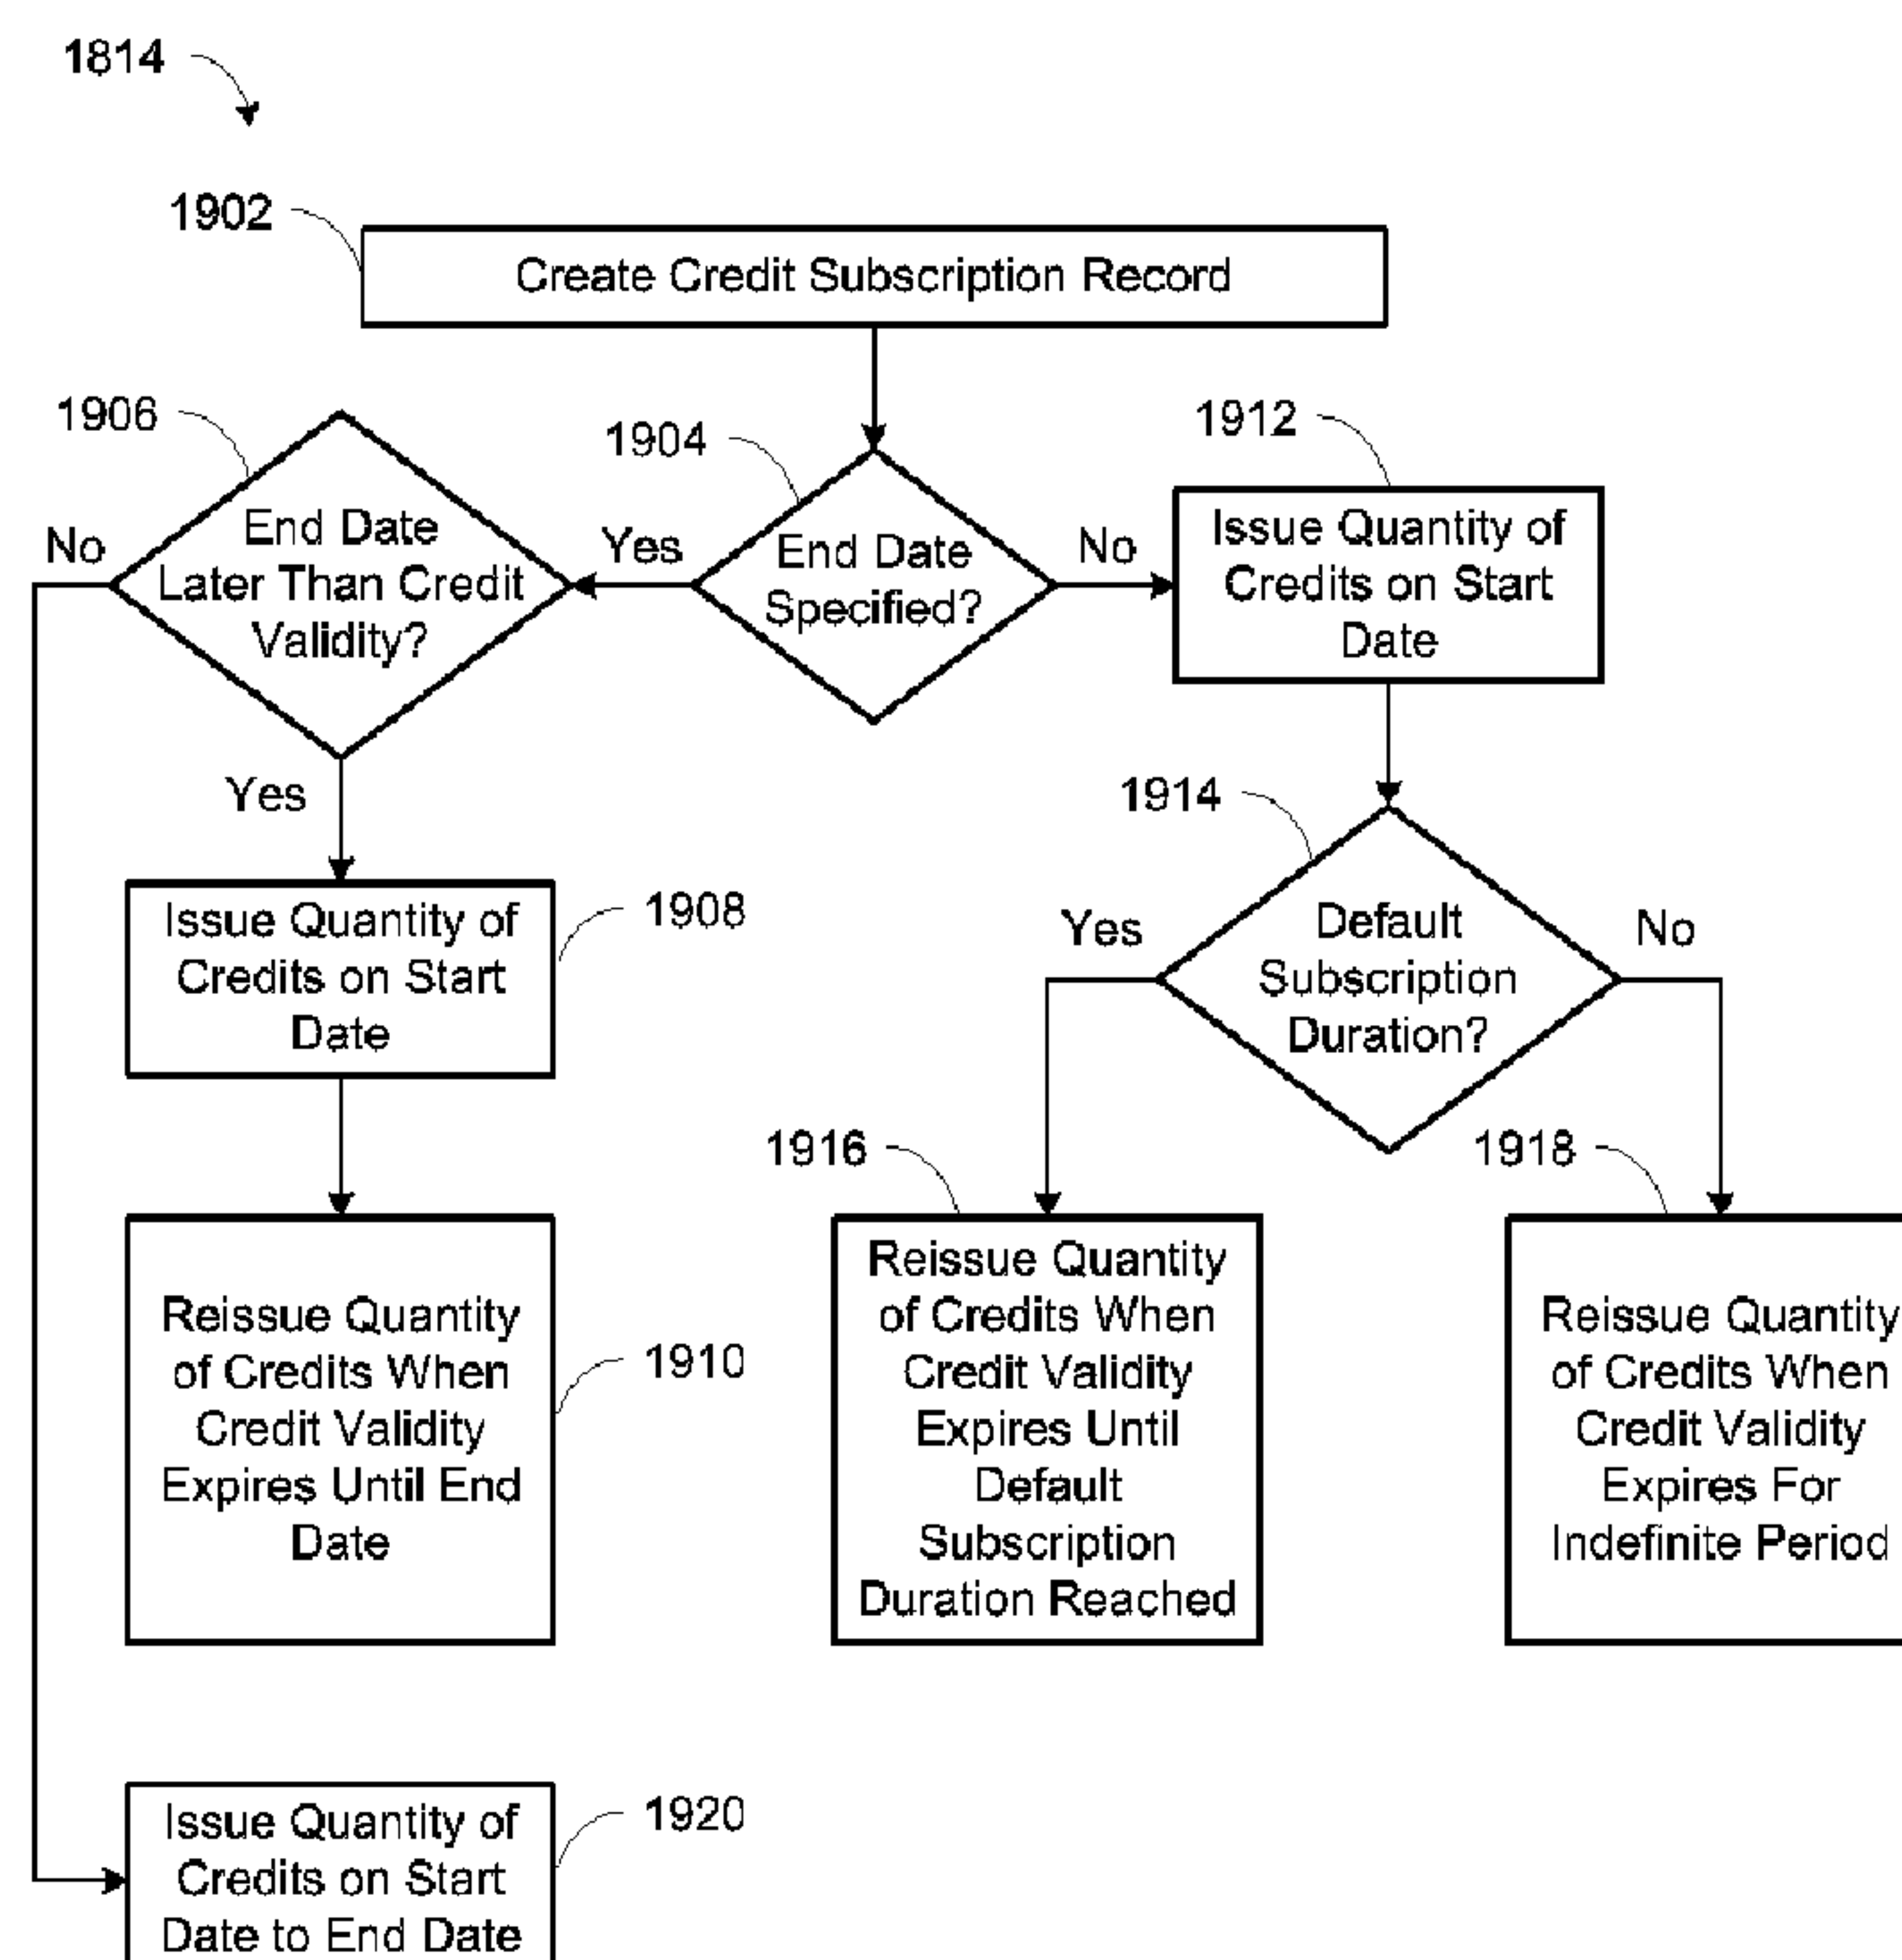 1814
1902
Create Credit Subscription Record
1906
1904
1912
No
End Date
Later Than Credit
Validity?
Yes
End Date
Specified?
No
Issue Quantity of
Credits on Start
Date
Yes
1914
Issue Quantity of
Credits on Start
Date
1908
Yes
Default
Subscription
Duration?
No
1916
1918
Reissue Quantity
of Credits When
Credit Validity
Expires Until End
Date
1910
Reissue Quantity
of Credits When
Credit Validity
Expires Until
Default
Subscription
Duration Reached
Reissue Quantity
of Credits When
Credit Validity
Expires For
Indefinite Period
Issue Quantity of
Credits on Start
Date to End Date
1920